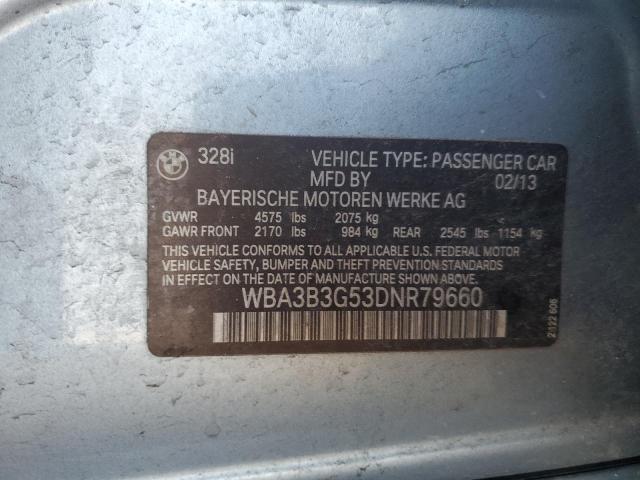 328i VEHICLE TYPE: PASSENGER CAR
MFD BY 02/13
BAYERISCHE MOTOREN WERKE AG
GVWR 4575 lbs 2075 kg
GAWR FRONT 2170 lbs 984 kg REAR 2545 lbs 1154 kg
THIS VEHICLE CONFORMS TO ALL APPLICABLE U.S. FEDERAL MOTOR
VEHICLE SAFETY, BUMPER AND THEFT PREVENTION STANDARDS
IN EFFECT ON THE DATE OF MANUFACTURE SHOWN ABOVE.
WBA3B3G53DNR79660
2122 606